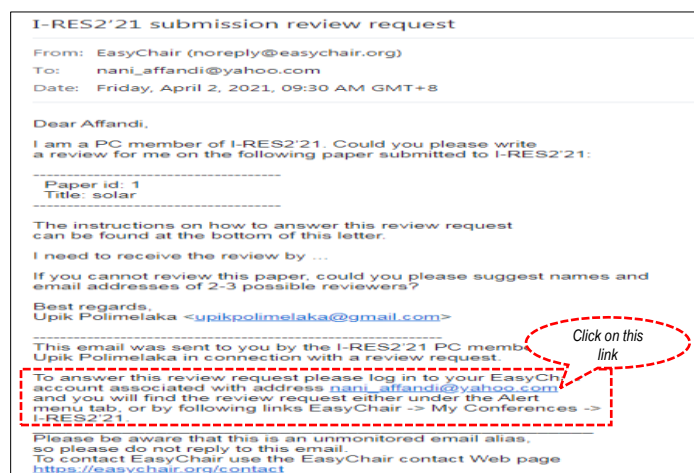 I-RES2'21 submission review request
From: EasyChair (noreply@easychair.org)
To: nani_affandi@yahoo.com
Date: Friday, April 2, 2021, 09:30 AM GMT+8
Dear Affandi,
I am a PC member of I-RES2'21. Could you please write
a review for me on the following paper submitted to I-RES2'21:
--------------------------------------
Paper id: 1
Title: solar
--------------------------------------
The instructions on how to answer this review request
can be found at the bottom of this letter.
I need to receive the review by ...
If you cannot review this paper, could you please suggest names and
email addresses of 2-3 possible reviewers?
Best regards,
Upik Polimelaka <upikpolimelaka@gmail.com>
--------------------------------------
This email was sent to you by the I-RES2'21 PC memb
Upik Polimelaka in connection with a review request.
Click on this
link
To answer this review request please log in to your EasyCh
account associated with address nani_affandi@yahoo.com
and you will find the review request either under the Alert
menu tab, or by following links EasyChair -> My Conferences ->
I-RES2'21.
Please be aware that this is an unmonitored email alias,
so please do not reply to this email.
To contact EasyChair use the EasyChair contact Web page
https://easychair.org/contact